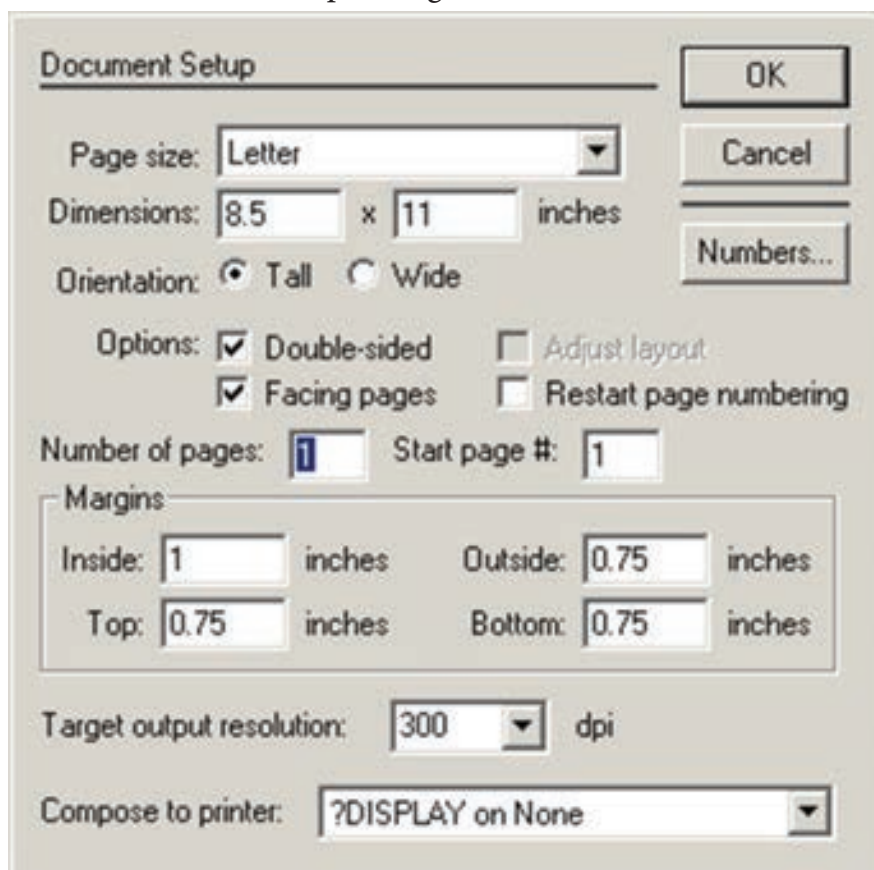 Document Setup
OK
Page size: Letter
Cancel
Dimensions: 8.5 x 11 inches
Numbers...
Orientation: Tall Wide
Options: Double-sided Adjust layout
Facing pages Restart page numbering
Number of pages: 1 Start page #: 1
Margins
Inside: 1 inches Outside: 0.75 inches
Top: 0.75 inches Bottom: 0.75 inches
Target output resolution: 300 dpi
Compose to printer: ?DISPLAY on None